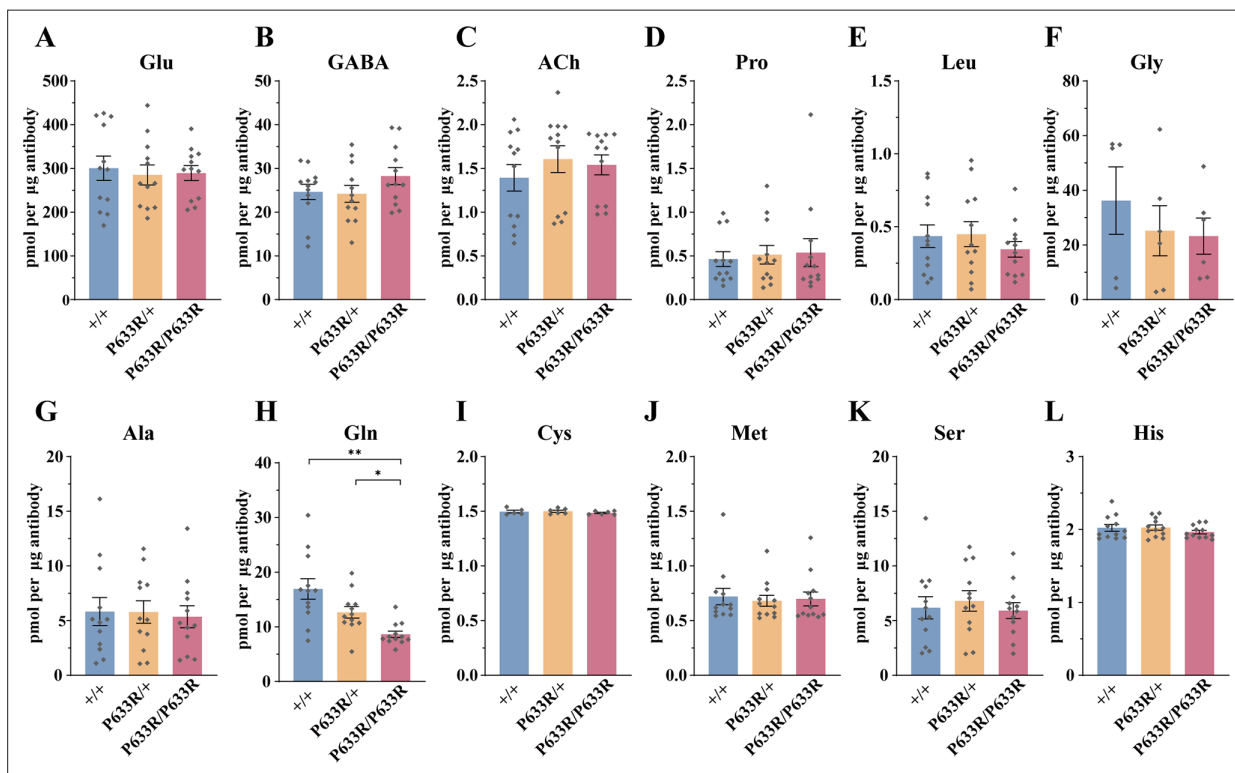 A
Glu
pmol per µg antibody
500
400
300
200
100
0
+/+
P633R/+
P633R/P633R
B
GABA
pmol per µg antibody
50
40
30
20
10
0
+/+
P633R/+
P633R/P633R
C
ACh
pmol per µg antibody
2.5
2.0
1.5
1.0
0.5
0.0
+/+
P633R/+
P633R/P633R
D
Pro
pmol per µg antibody
2.5
2.0
1.5
1.0
0.5
0.0
+/+
P633R/+
P633R/P633R
E
Leu
pmol per µg antibody
1.5
1.0
0.5
0.0
+/+
P633R/+
P633R/P633R
F
Gly
pmol per µg antibody
80
60
40
20
0
+/+
P633R/+
P633R/P633R
G
Ala
pmol per µg antibody
20
15
10
5
0
+/+
P633R/+
P633R/P633R
H
Gln
pmol per µg antibody
40
30
20
10
0
**
*
+/+
P633R/+
P633R/P633R
I
Cys
pmol per µg antibody
2.0
1.5
1.0
0.5
0.0
+/+
P633R/+
P633R/P633R
J
Met
pmol per µg antibody
2.0
1.5
1.0
0.5
0.0
+/+
P633R/+
P633R/P633R
K
Ser
pmol per µg antibody
20
15
10
5
0
+/+
P633R/+
P633R/P633R
L
His
pmol per µg antibody
3
2
1
0
+/+
P633R/+
P633R/P633R